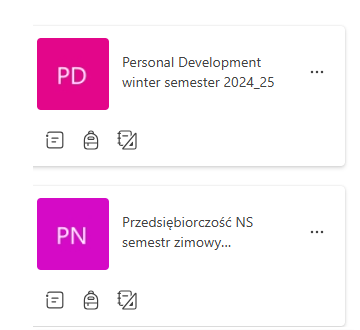 PD
Personal Development
winter semester 2024_25
...
PN
Przedsiębiorczość NS
semestr zimowy...
...